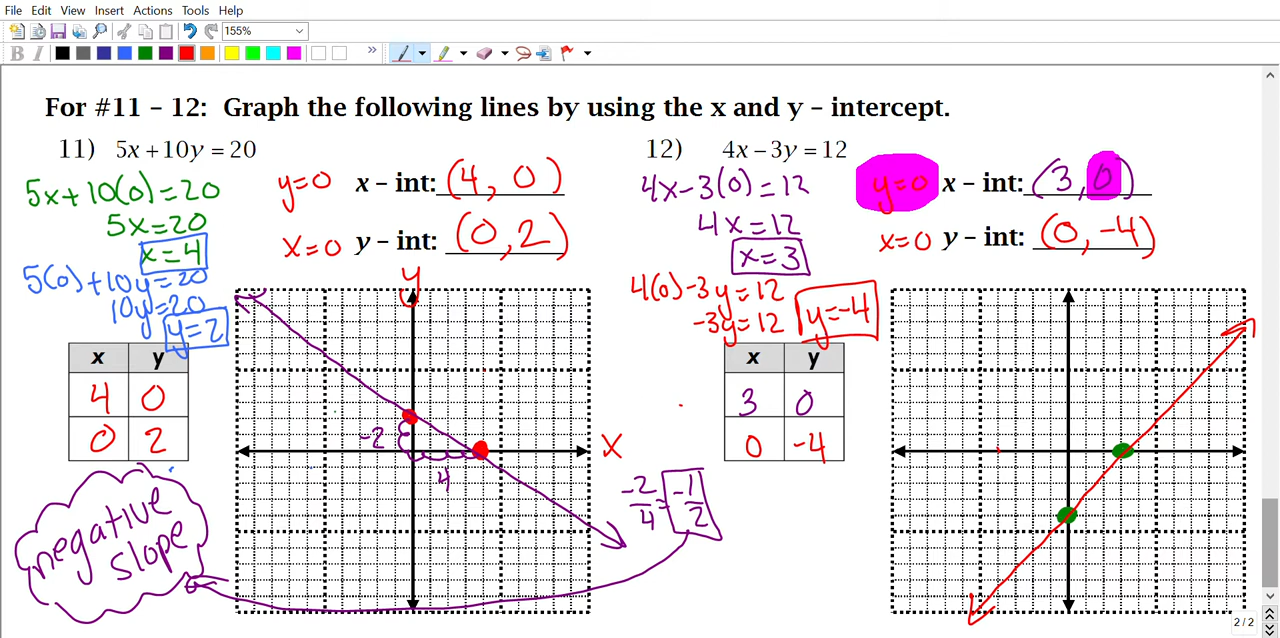 File Edit View Insert Actions Tools Help
155%
B I
»
For #11 – 12: Graph the following lines by using the x and y – intercept.
11) 5x + 10y = 20
5x+10(0)=20
5x=20
x=4
5(0)+10y=20
10y=20
y=2
y=0 x – int: (4, 0)
x=0 y – int: (0,2)
x y
4 0
0 2
y
x
-2
4
-2/4 = -1/2
negative
slope
12) 4x – 3y = 12
4x-3(0)=12
4x=12
x=3
4(0)-3y=12
-3y=12
y=-4
y=0 x – int: (3,0)
x=0 y – int: (0,-4)
x y
3 0
0 -4
2 / 2